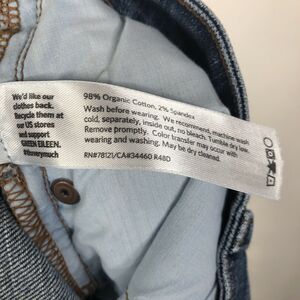 We'd like our
clothes back.
Recycle them at
our US stores
and support
GREEN EILEEN.
#thuverymuch
98% Organic Cotton, 2% Spandex
Wash before wearing. We recommend, machine wash
cold, separately, inside out, no bleach. Tumble dry low.
Remove promptly. Color transfer may occur with
wearing and washing. May be dry cleaned.
RN#78121/CA#34460 R48D